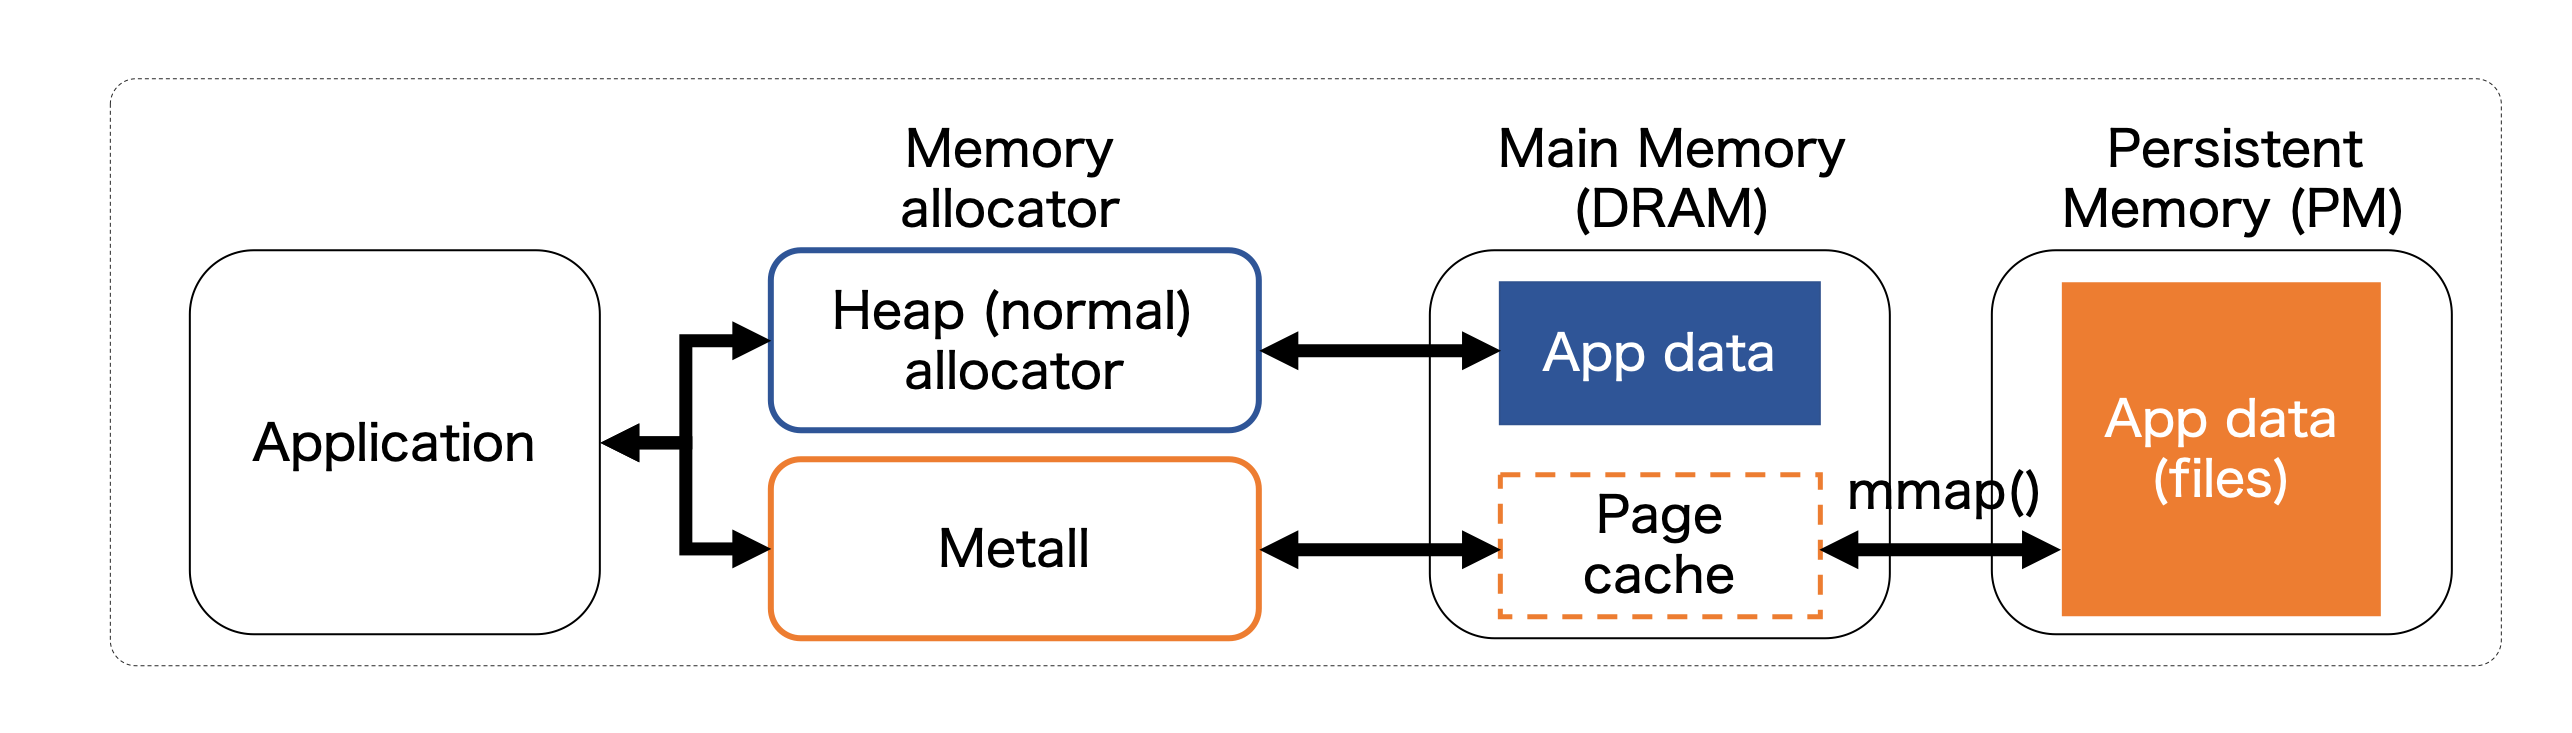 Memory
allocator
Main Memory
(DRAM)
Persistent
Memory (PM)
Application
Heap (normal)
allocator
Metall
App data
Page
cache
mmap()
App data
(files)